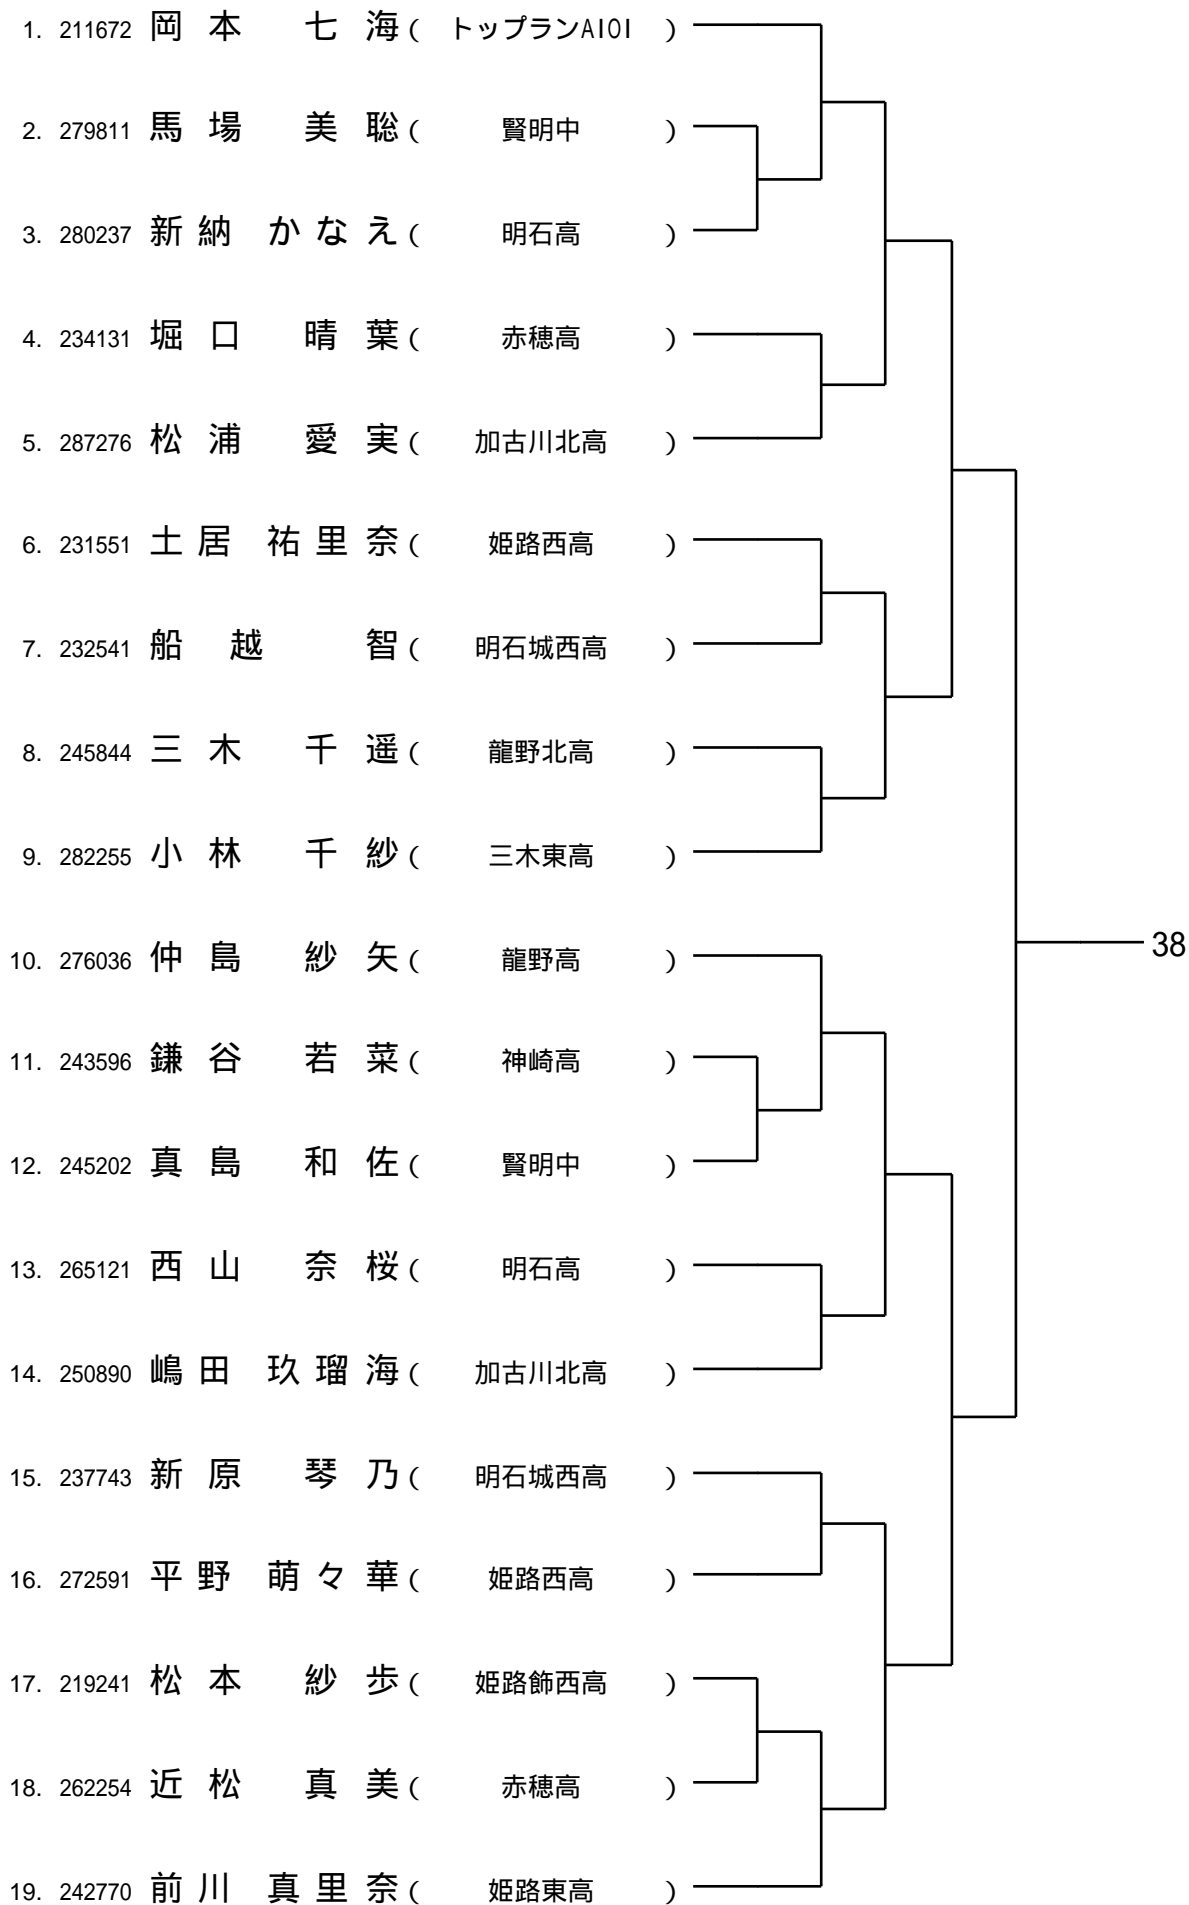 1. 211672 岡本 七海 ( トップランAIOI )
2. 279811 馬場 美聡 ( 賢明中 )
3. 280237 新納 かなえ ( 明石高 )
4. 234131 堀口 晴葉 ( 赤穂高 )
5. 287276 松浦 愛実 ( 加古川北高 )
6. 231551 土居 祐里奈 ( 姫路西高 )
7. 232541 船越 智 ( 明石城西高 )
8. 245844 三木 千遥 ( 龍野北高 )
9. 282255 小林 千紗 ( 三木東高 )
38
10. 276036 仲島 紗矢 ( 龍野高 )
11. 243596 鎌谷 若菜 ( 神崎高 )
12. 245202 真島 和佐 ( 賢明中 )
13. 265121 西山 奈桜 ( 明石高 )
14. 250890 嶋田 玖瑠海 ( 加古川北高 )
15. 237743 新原 琴乃 ( 明石城西高 )
16. 272591 平野 萌々華 ( 姫路西高 )
17. 219241 松本 紗歩 ( 姫路飾西高 )
18. 262254 近松 真美 ( 赤穂高 )
19. 242770 前川 真里奈 ( 姫路東高 )